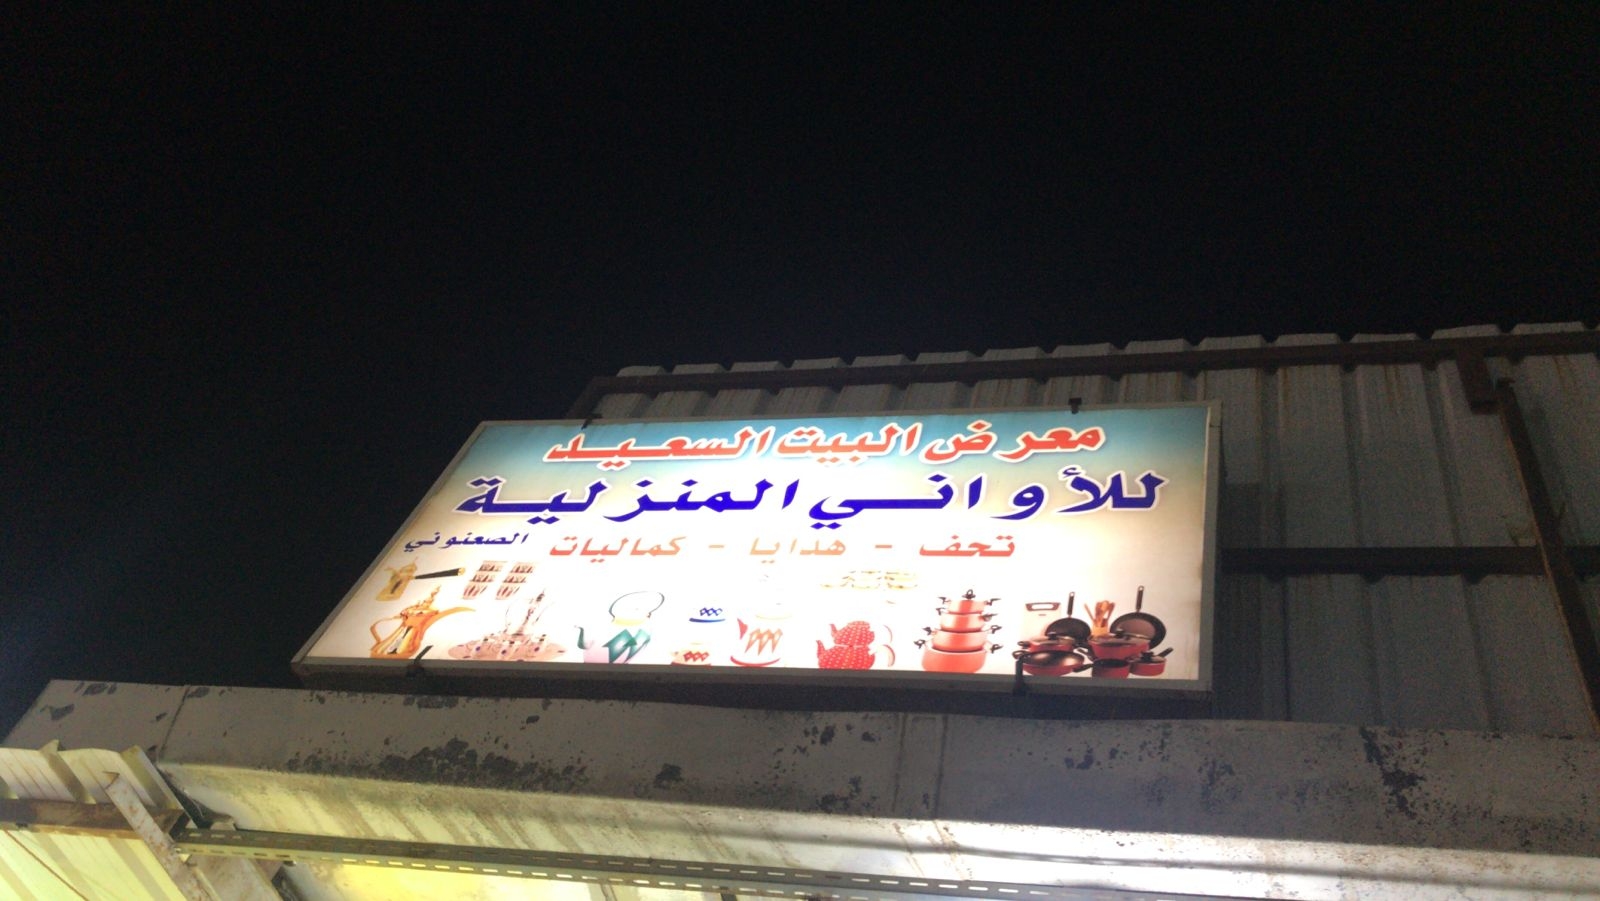 معرض البيت السعيد
للأواني المنزلية
تحف - هدايا - كماليات
الصعنوني